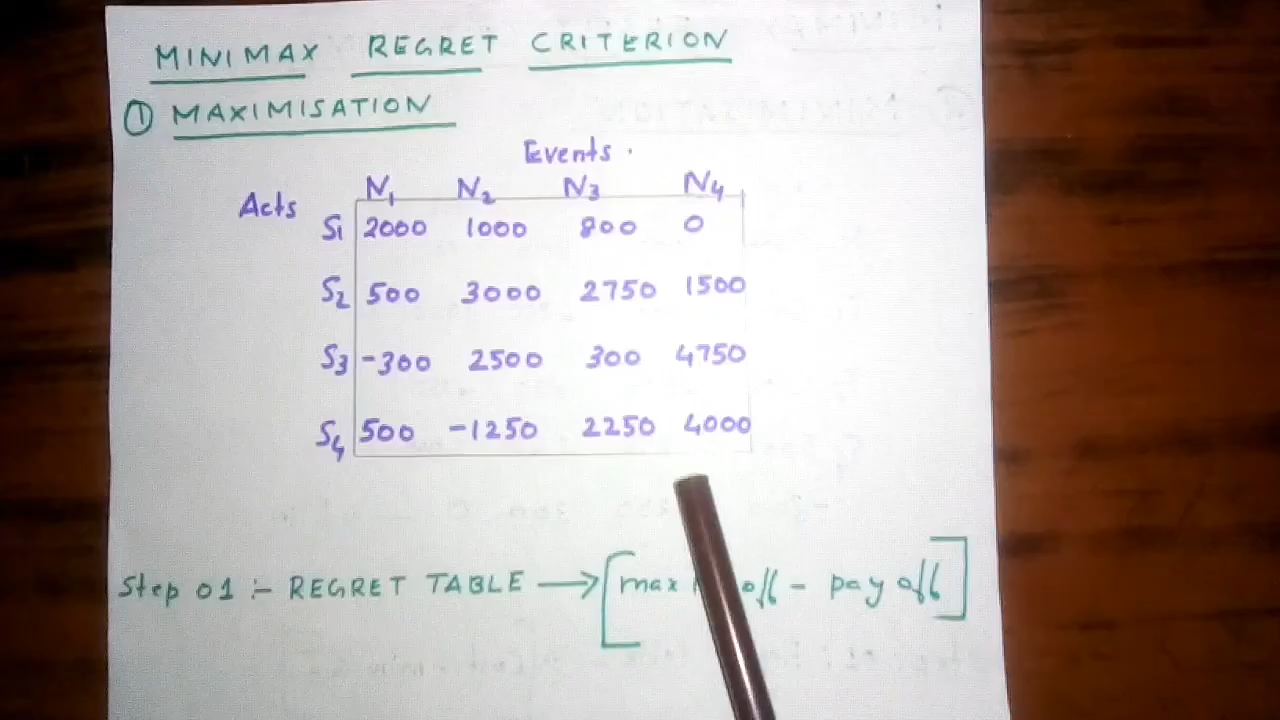 MINIMAX REGRET CRITERION
① MAXIMISATION
Events .
Acts N1 N2 N3 N4
S1 2000 1000 800 0
S2 500 3000 2750 1500
S3 -300 2500 300 4750
S4 500 -1250 2250 4000
Step 01 :- REGRET TABLE → [max off - pay off]